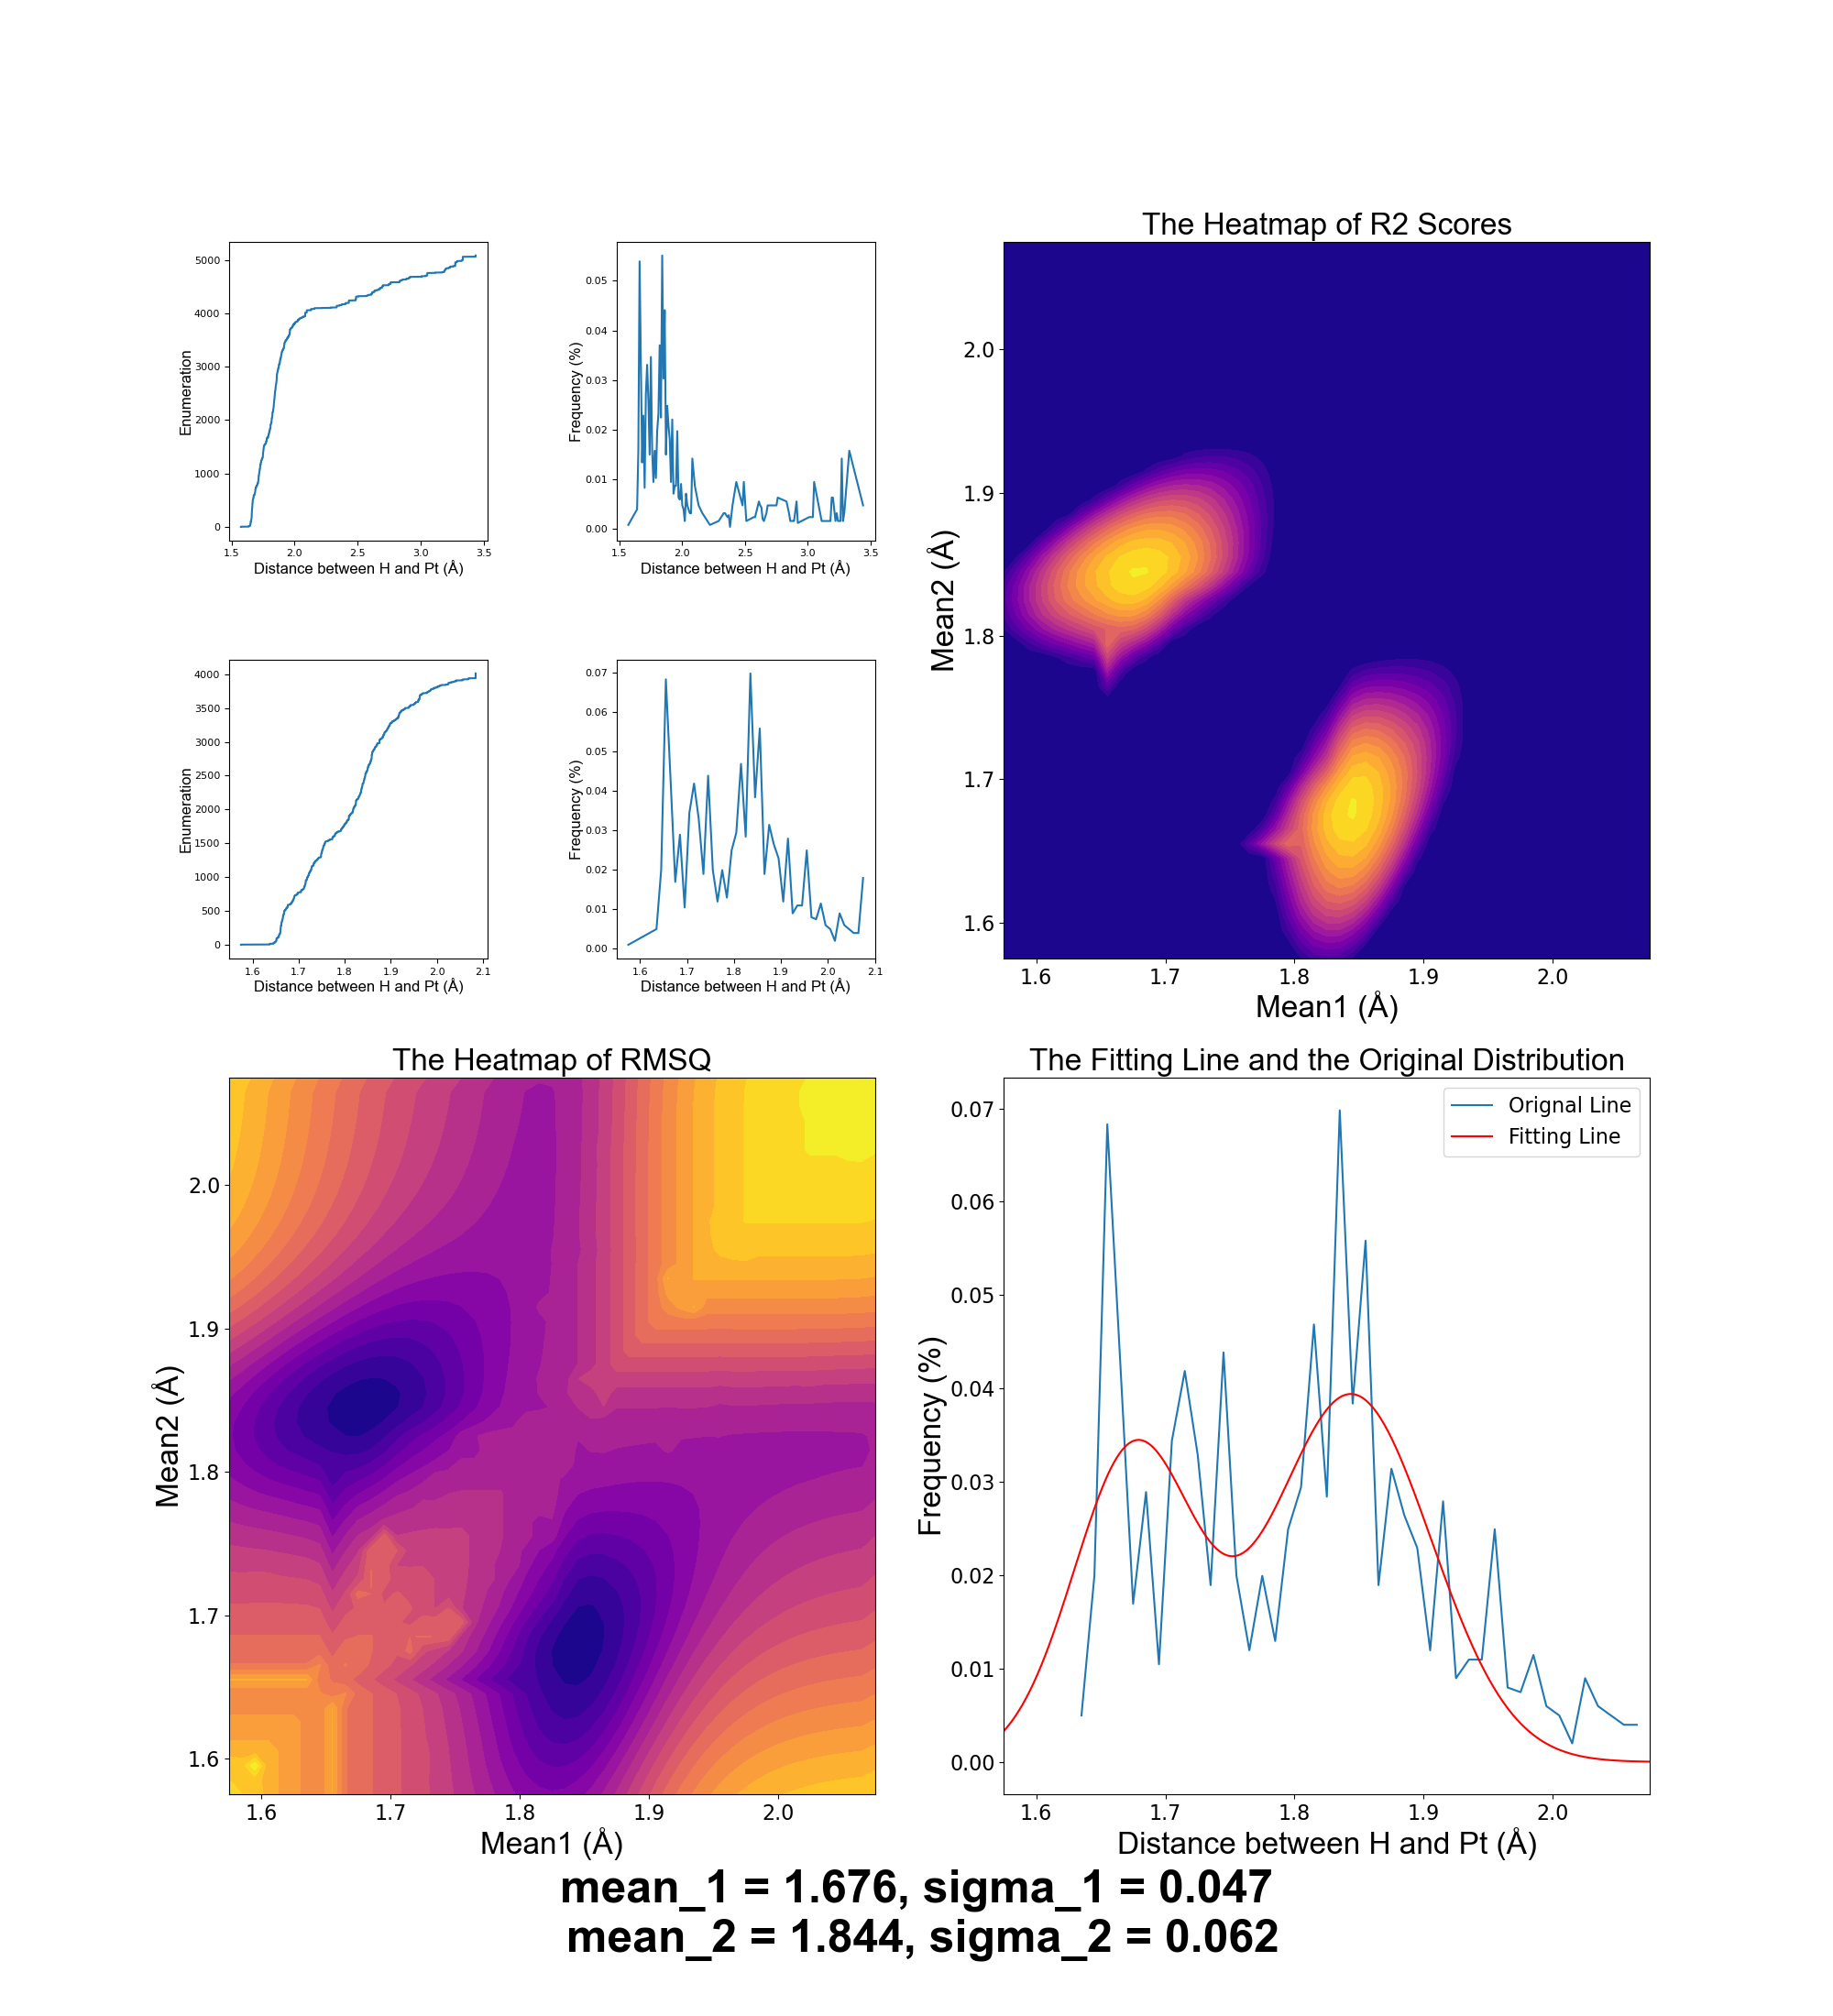 The Heatmap of R2 Scores
5000
4000
3000
2000
1000
0
Enumeration
1.5 2.0 2.5 3.0 3.5
Distance between H and Pt (Å)
0.05
0.04
0.03
0.02
0.01
0.00
Frequency (%)
1.5 2.0 2.5 3.0 3.5
Distance between H and Pt (Å)
2.0
1.9
1.8
1.7
1.6
Mean2 (Å)
1.6 1.7 1.8 1.9 2.0
Mean1 (Å)
4000
3500
3000
2500
2000
1500
1000
500
0
Enumeration
1.6 1.7 1.8 1.9 2.0 2.1
Distance between H and Pt (Å)
0.07
0.06
0.05
0.04
0.03
0.02
0.01
0.00
Frequency (%)
1.6 1.7 1.8 1.9 2.0 2.1
Distance between H and Pt (Å)
The Heatmap of RMSQ
2.0
1.9
1.8
1.7
1.6
Mean2 (Å)
1.6 1.7 1.8 1.9 2.0
Mean1 (Å)
The Fitting Line and the Original Distribution
Orignal Line
Fitting Line
0.07
0.06
0.05
0.04
0.03
0.02
0.01
0.00
Frequency (%)
1.6 1.7 1.8 1.9 2.0
Distance between H and Pt (Å)
mean_1 = 1.676, sigma_1 = 0.047
mean_2 = 1.844, sigma_2 = 0.062